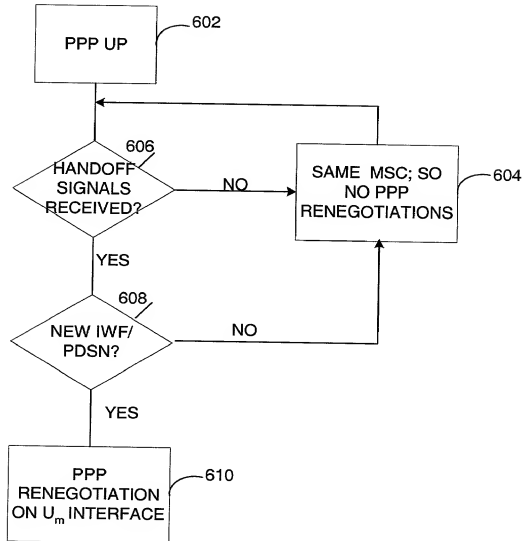 602
PPP UP
606
HANDOFF
SIGNALS
RECEIVED?
NO
SAME MSC; SO
NO PPP
RENEGOTIATIONS
604
YES
608
NEW IWF/
PDSN?
NO
YES
PPP
RENEGOTIATION
ON Um INTERFACE
610